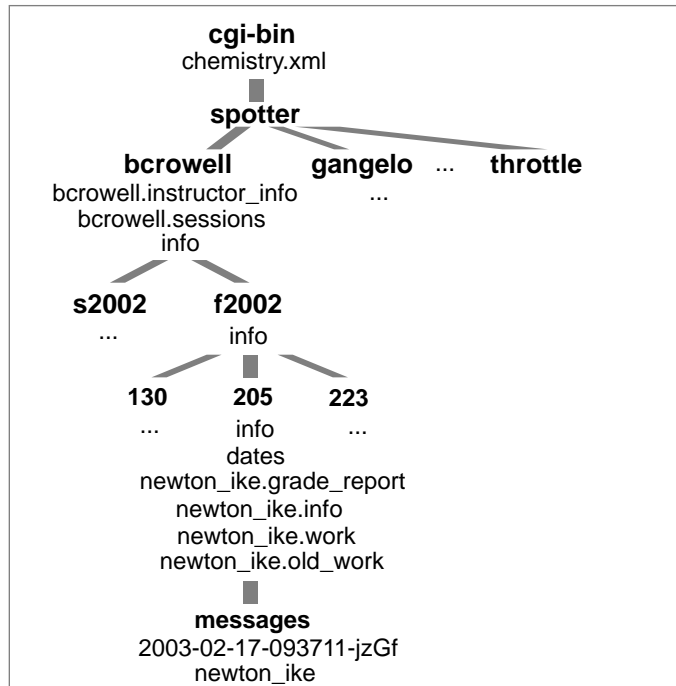 cgi-bin
chemistry.xml
spotter
bcrowell gangelo ... throttle
bcrowell.instructor_info ...
bcrowell.sessions
info
s2002 f2002
... info
130 205 223
... info ...
dates
newton_ike.grade_report
newton_ike.info
newton_ike.work
newton_ike.old_work
messages
2003-02-17-093711-jzGf
newton_ike